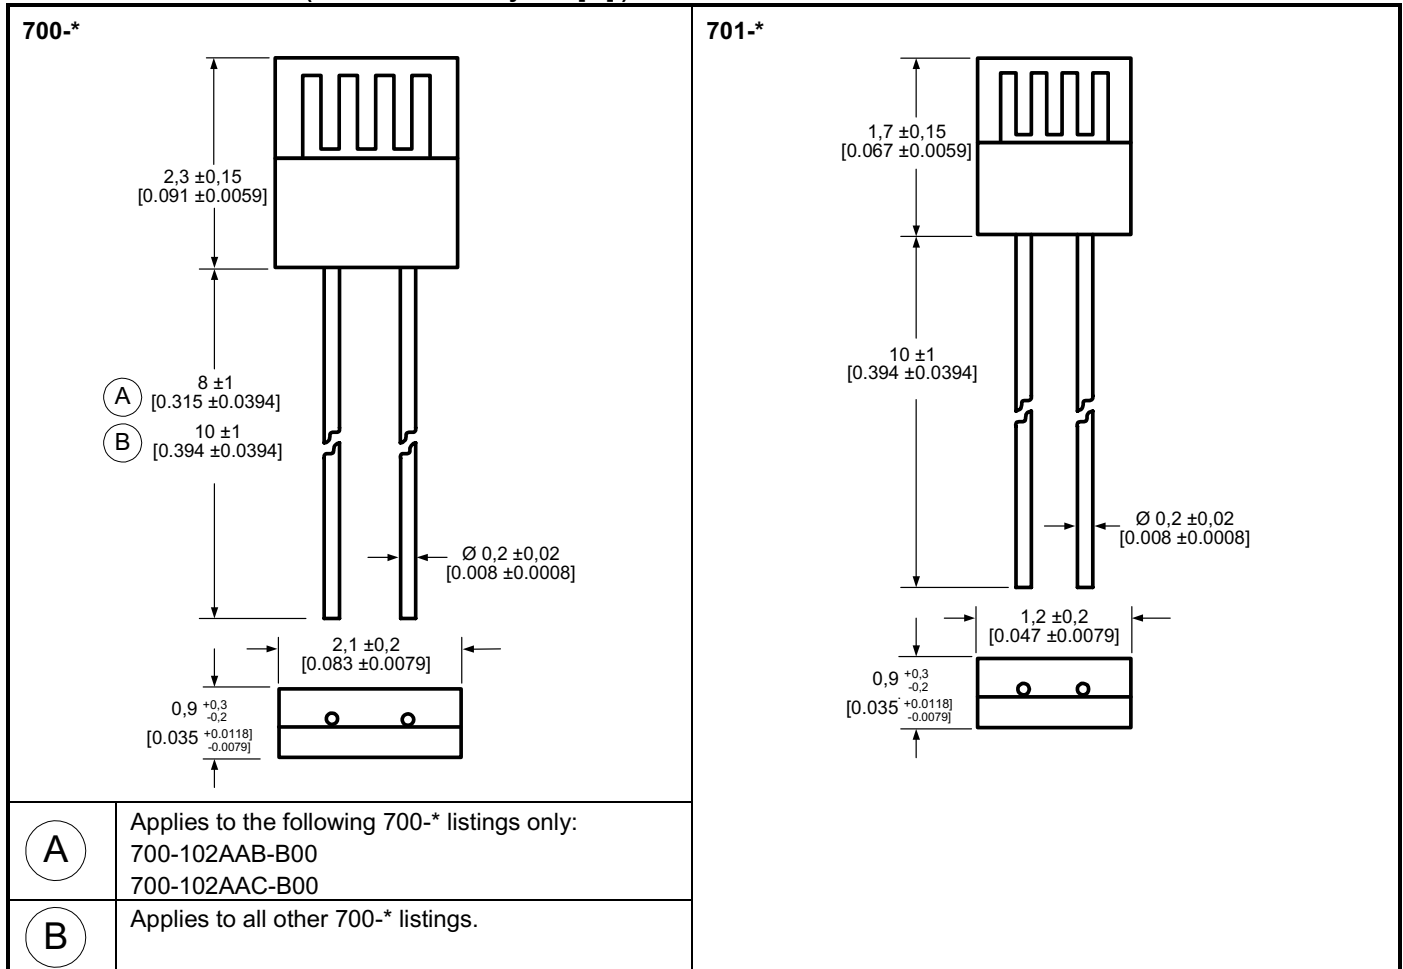 700-*
2,3 ±0,15
[0.091 ±0.0059]
A
8 ±1
[0.315 ±0.0394]
B
10 ±1
[0.394 ±0.0394]
Ø 0,2 ±0,02
[0.008 ±0.0008]
2,1 ±0,2
[0.083 ±0.0079]
0,9 +0,3
-0,2
[0.035 +0.0118]
-0.0079]
A
Applies to the following 700-* listings only:
700-102AAB-B00
700-102AAC-B00
B
Applies to all other 700-* listings.
701-*
1,7 ±0,15
[0.067 ±0.0059]
10 ±1
[0.394 ±0.0394]
Ø 0,2 ±0,02
[0.008 ±0.0008]
1,2 ±0,2
[0.047 ±0.0079]
0,9 +0,3
-0,2
[0.035 +0.0118]
-0.0079]